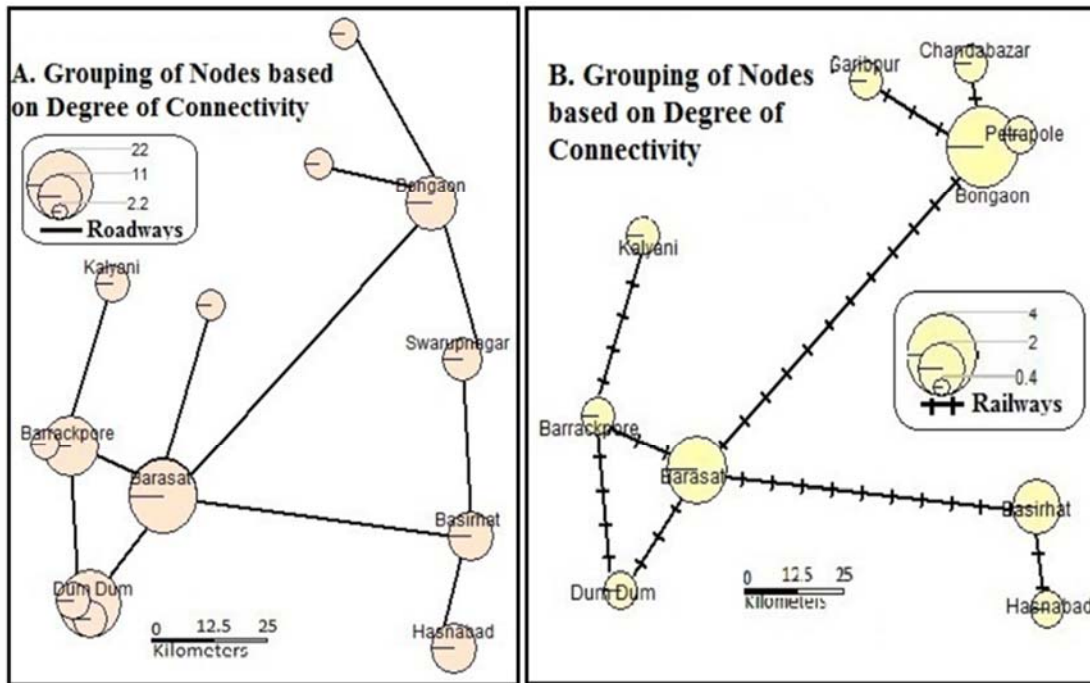 A. Grouping of Nodes based
on Degree of Connectivity
22
11
2.2
Roadways
Bongaon
Kalyani
Swarupnagar
Barrackpore
Barasat
Basirhat
Dum Dum
Hasnabad
0 12.5 25
Kilometers
B. Grouping of Nodes
based on Degree of
Connectivity
Chandabazar
Garibpur
Petrapole
Bongaon
Kalyani
4
2
0.4
Railways
Barrackpore
Barasat
Basirhat
Dum Dum
0 12.5 25
Kilometers
Hasnabad